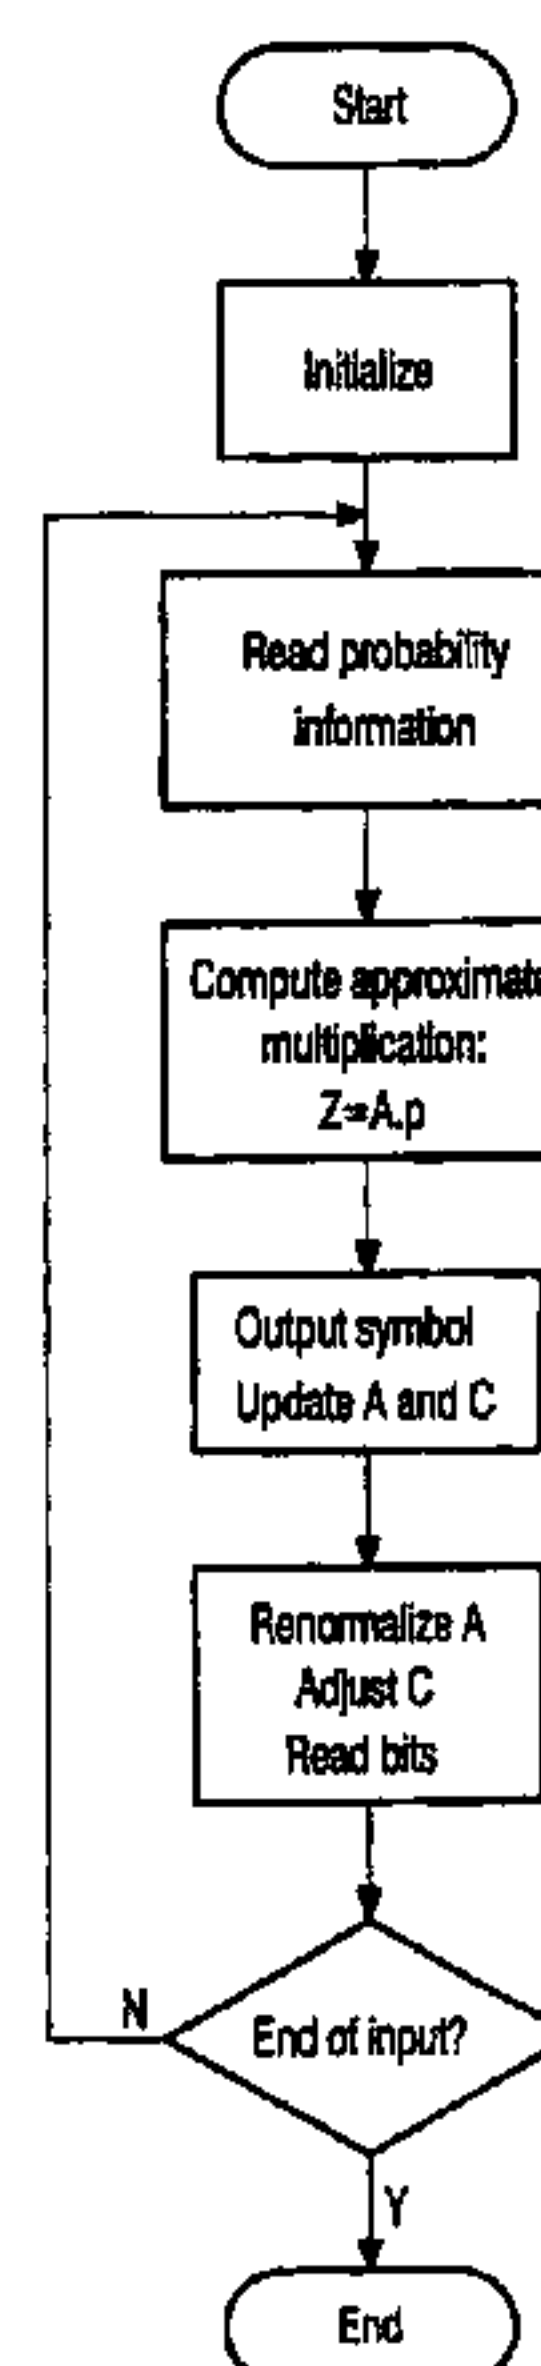 Start
Initialize
Read probability
information
Compute approximate
multiplication:
Z=A.p
Output symbol
Update A and C
Renormalize A
Adjust C
Read bits
End of input?
N
Y
End